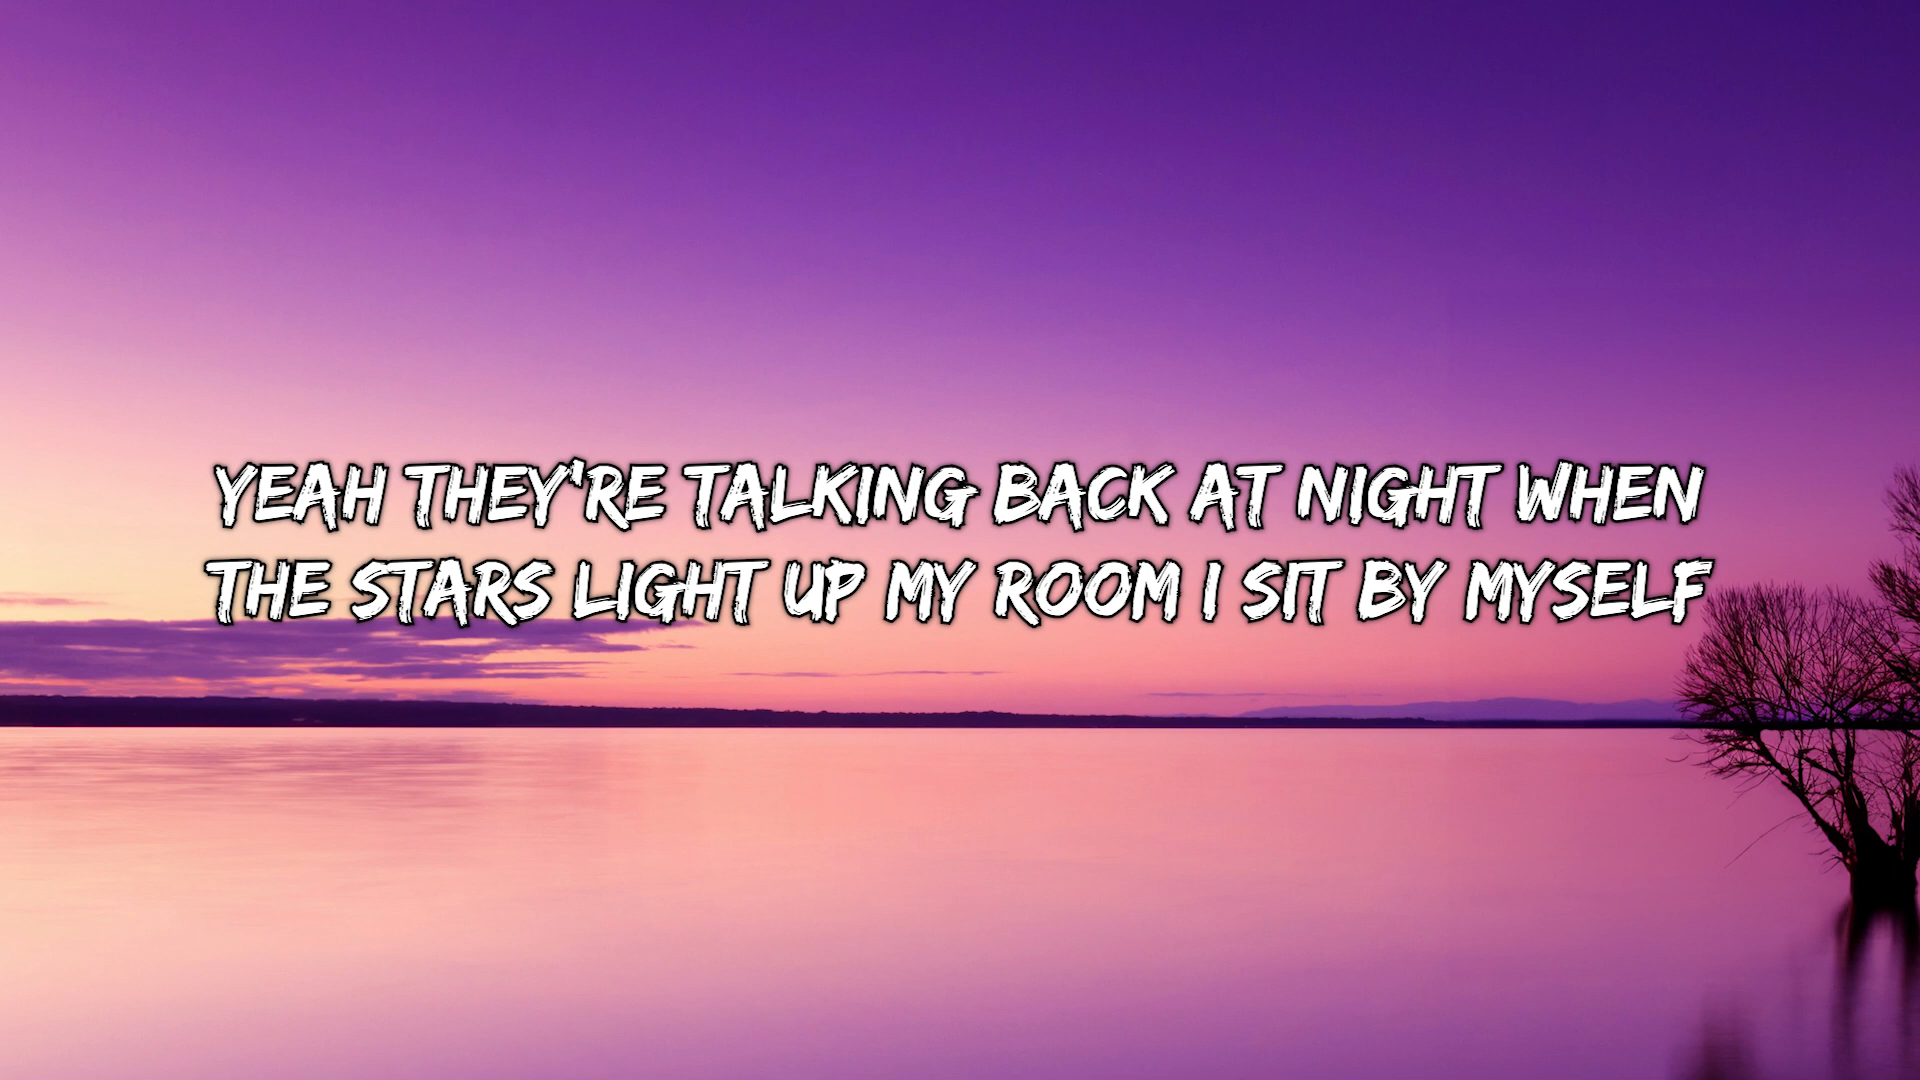 YEAH THEY'RE TALKING BACK AT NIGHT WHEN
THE STARS LIGHT UP MY ROOM I SIT BY MYSELF